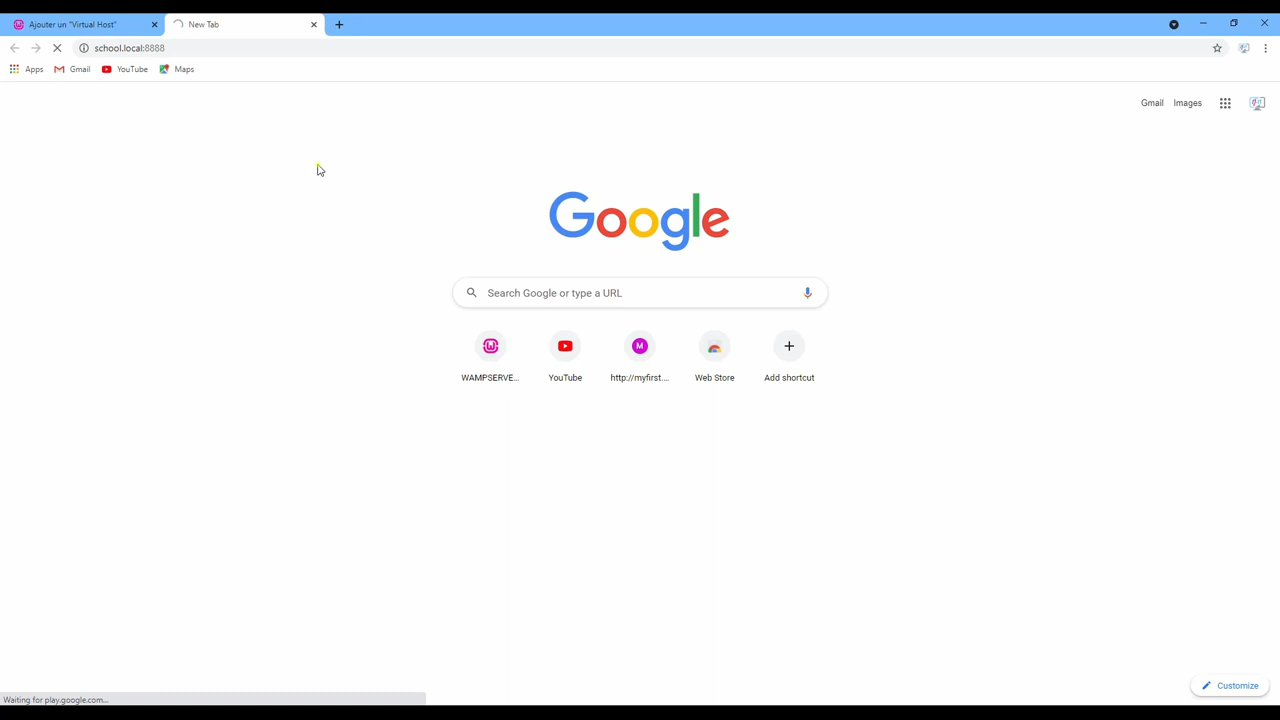 Ajouter un "Virtual Host"
New Tab
school.local:8888
Apps
Gmail
YouTube
Maps
Gmail
Images
Google
Search Google or type a URL
M
WAMPSERVE...
YouTube
http://myfirst....
Web Store
Add shortcut
Waiting for play.google.com...
Customize